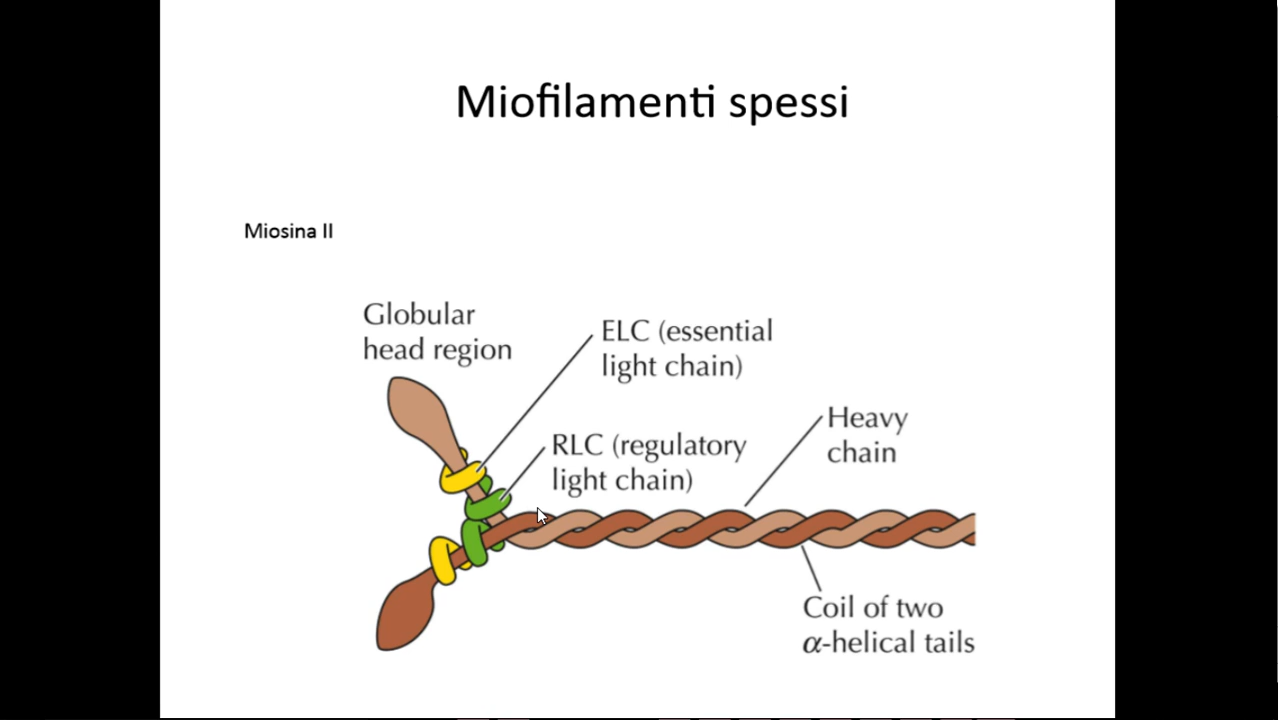 Miofilamenti spessi
Miosina II
Globular
head region
ELC (essential
light chain)
RLC (regulatory
light chain)
Heavy
chain
Coil of two
α-helical tails